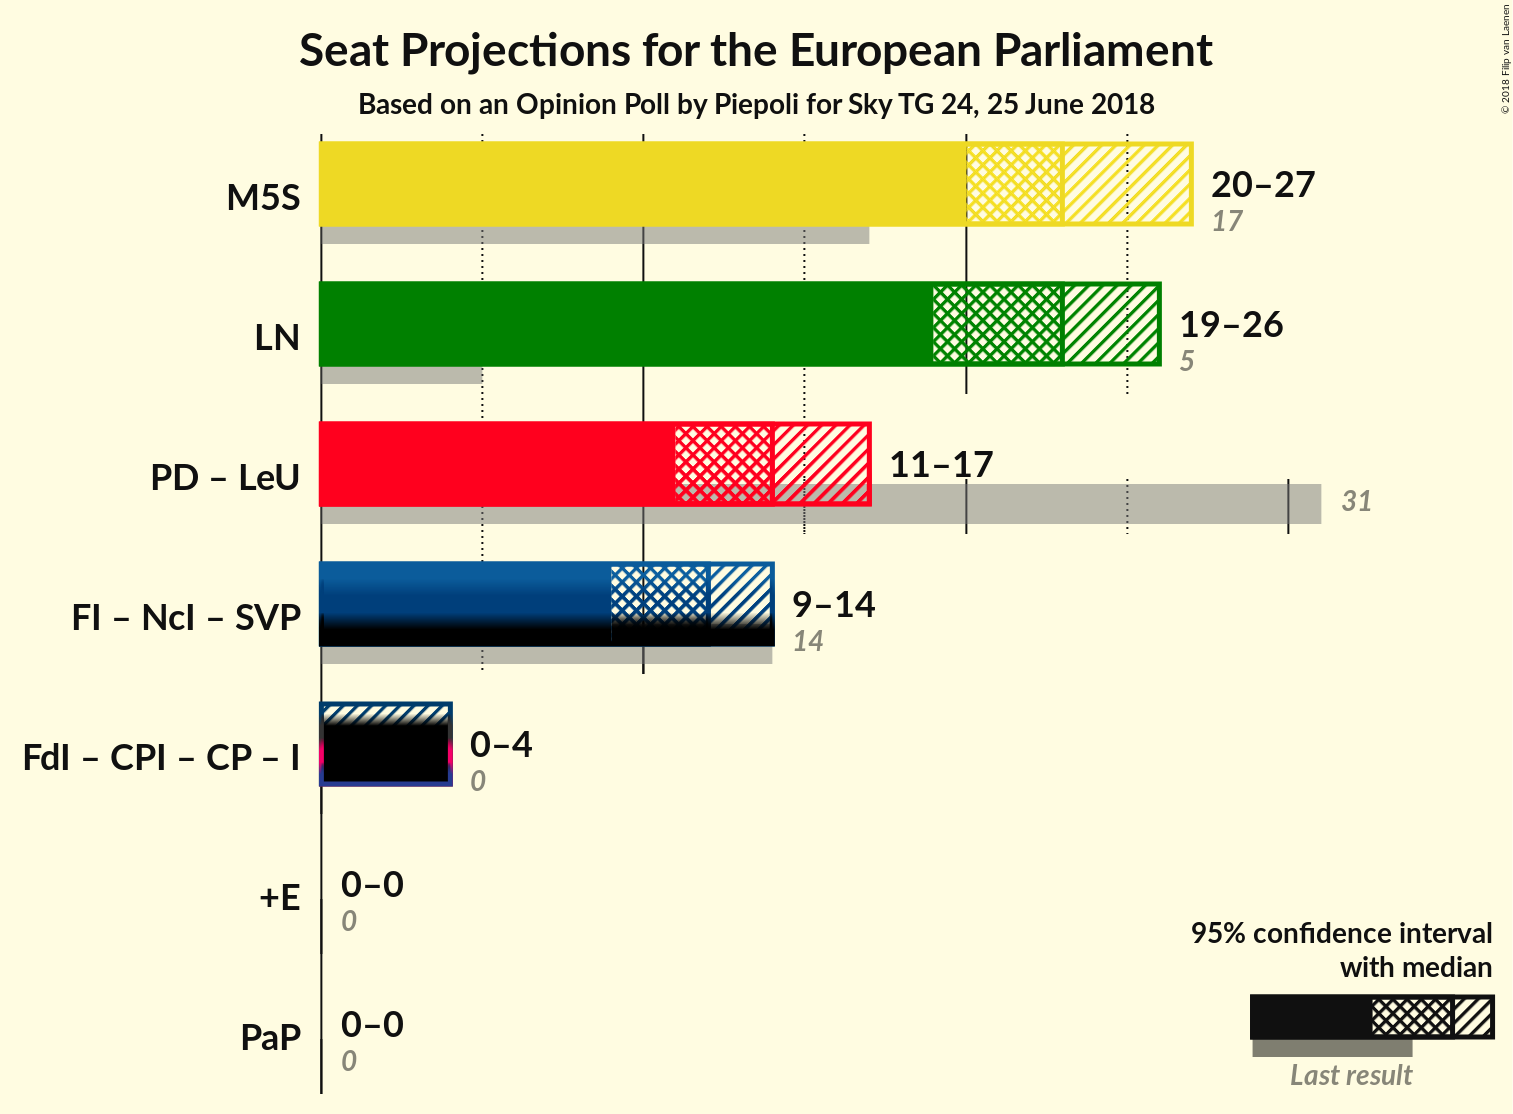 Seat Projections for the European Parliament
Based on an Opinion Poll by Piepoli for Sky TG 24, 25 June 2018
© 2018 Filip van Laenen
M5S
20–27
17
LN
19–26
5
PD – LeU
11–17
31
FI – NcI – SVP
9–14
14
FdI – CPI – CP – I
0–4
0
+E
0–0
0
PaP
0–0
0
95% confidence interval
with median
Last result